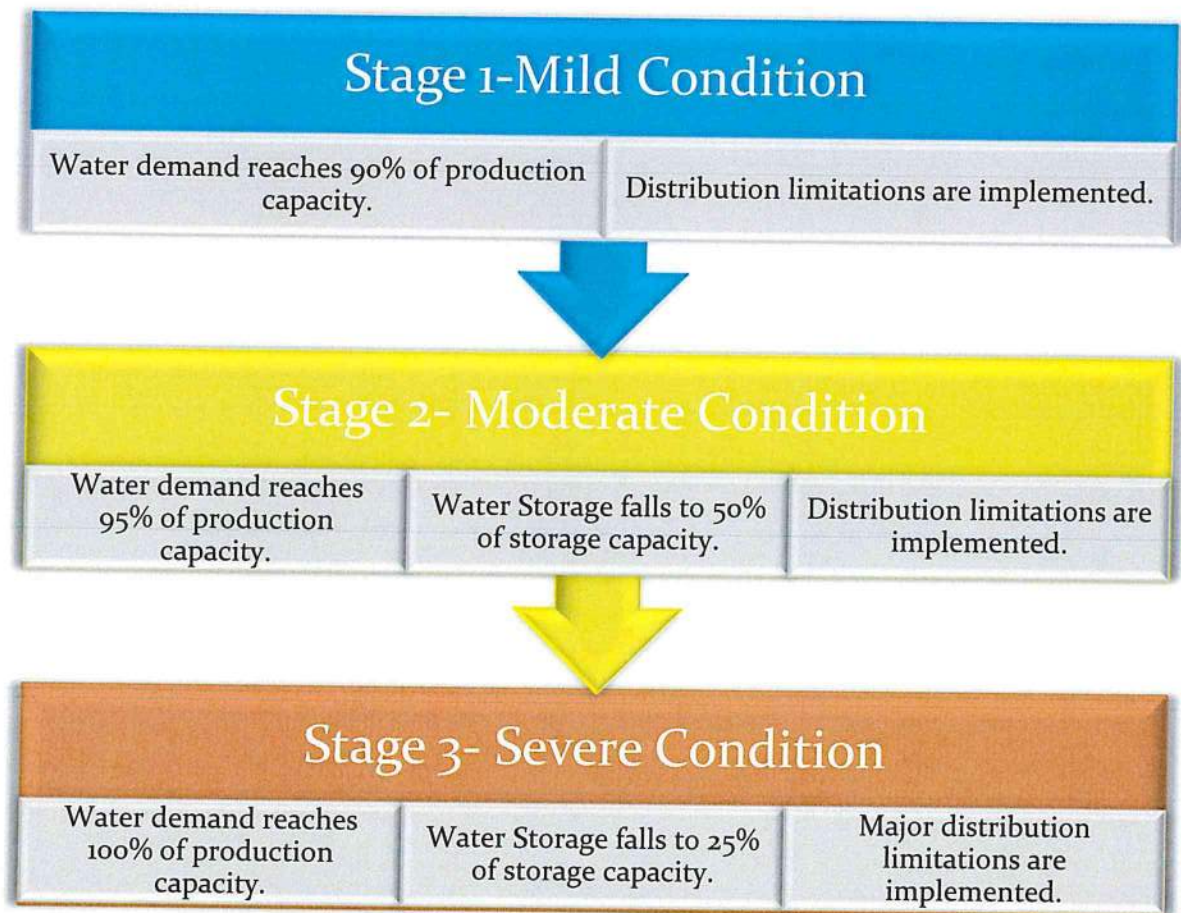 Stage 1-Mild Condition
Water demand reaches 90% of production
capacity.
Distribution limitations are implemented.
Stage 2- Moderate Condition
Water demand reaches
95% of production
capacity.
Water Storage falls to 50%
of storage capacity.
Distribution limitations are
implemented.
Stage 3- Severe Condition
Water demand reaches
100% of production
capacity.
Water Storage falls to 25%
of storage capacity.
Major distribution
limitations are
implemented.